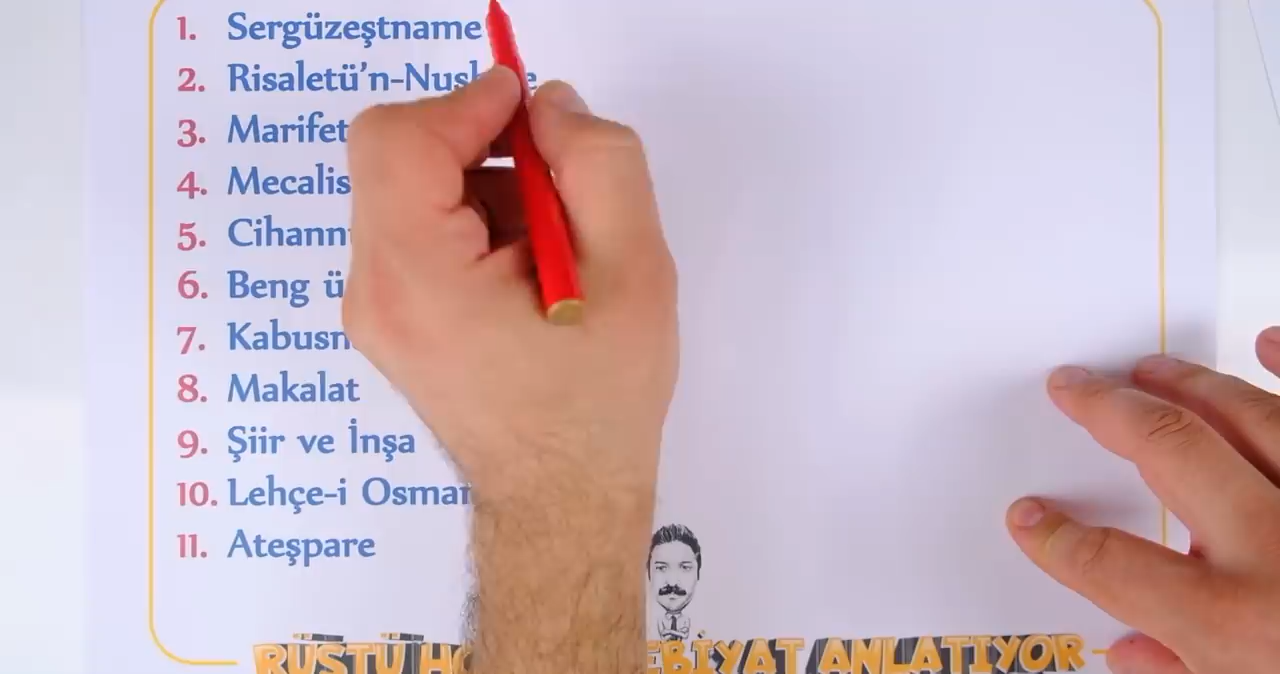 1. Sergüzeştname
2. Risaletü'n-Nus
3. Marifet
4. Mecalis
5. Cihann
6. Beng ü
7. Kabusn
8. Makalat
9. Şiir ve İnşa
10. Lehçe-i Osman
11. Ateşpare
RÜŞTÜ H EBİYAT ANLATIYOR